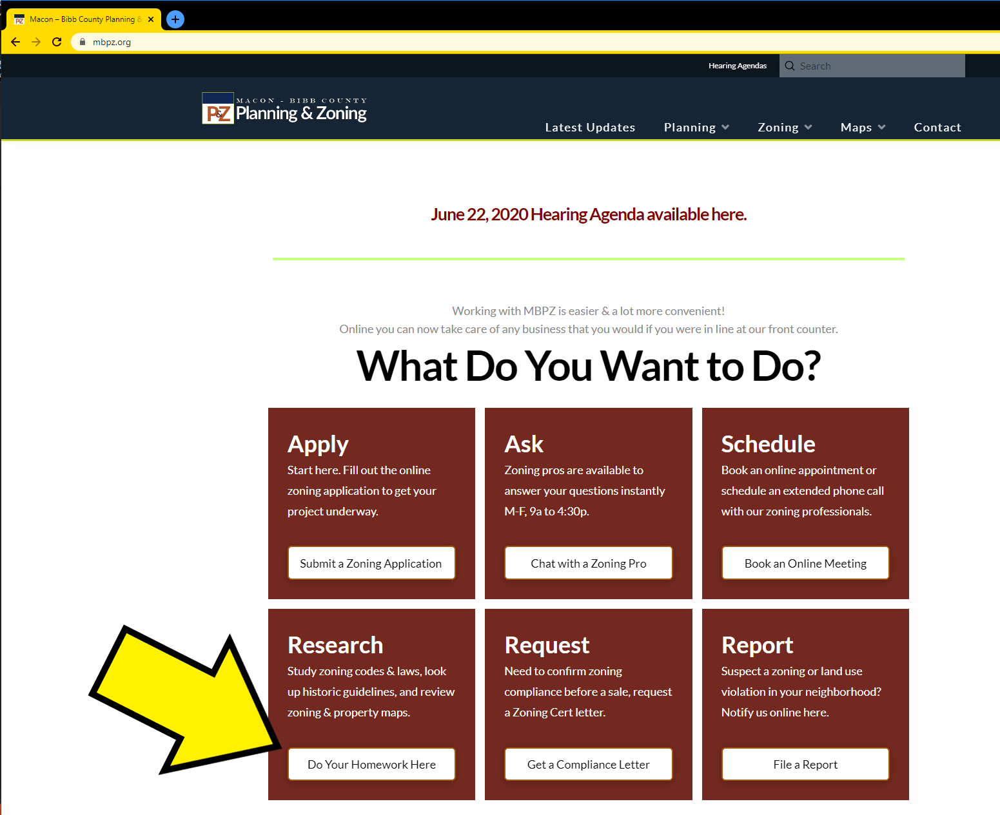 Macon – Bibb County Planning &
mbpz.org
Hearing Agendas
Search
P&Z
MACON - BIBB COUNTY
Planning & Zoning
Latest Updates
Planning
Zoning
Maps
Contact
June 22, 2020 Hearing Agenda available here.
Working with MBPZ is easier & a lot more convenient!
Online you can now take care of any business that you would if you were in line at our front counter.
What Do You Want to Do?
Apply
Start here. Fill out the online
zoning application to get your
project underway.
Submit a Zoning Application
Ask
Zoning pros are available to
answer your questions instantly
M-F, 9a to 4:30p.
Chat with a Zoning Pro
Schedule
Book an online appointment or
schedule an extended phone call
with our zoning professionals.
Book an Online Meeting
Research
Study zoning codes & laws, look
up historic guidelines, and review
zoning & property maps.
Do Your Homework Here
Request
Need to confirm zoning
compliance before a sale, request
a Zoning Cert letter.
Get a Compliance Letter
Report
Suspect a zoning or land use
violation in your neighborhood?
Notify us online here.
File a Report